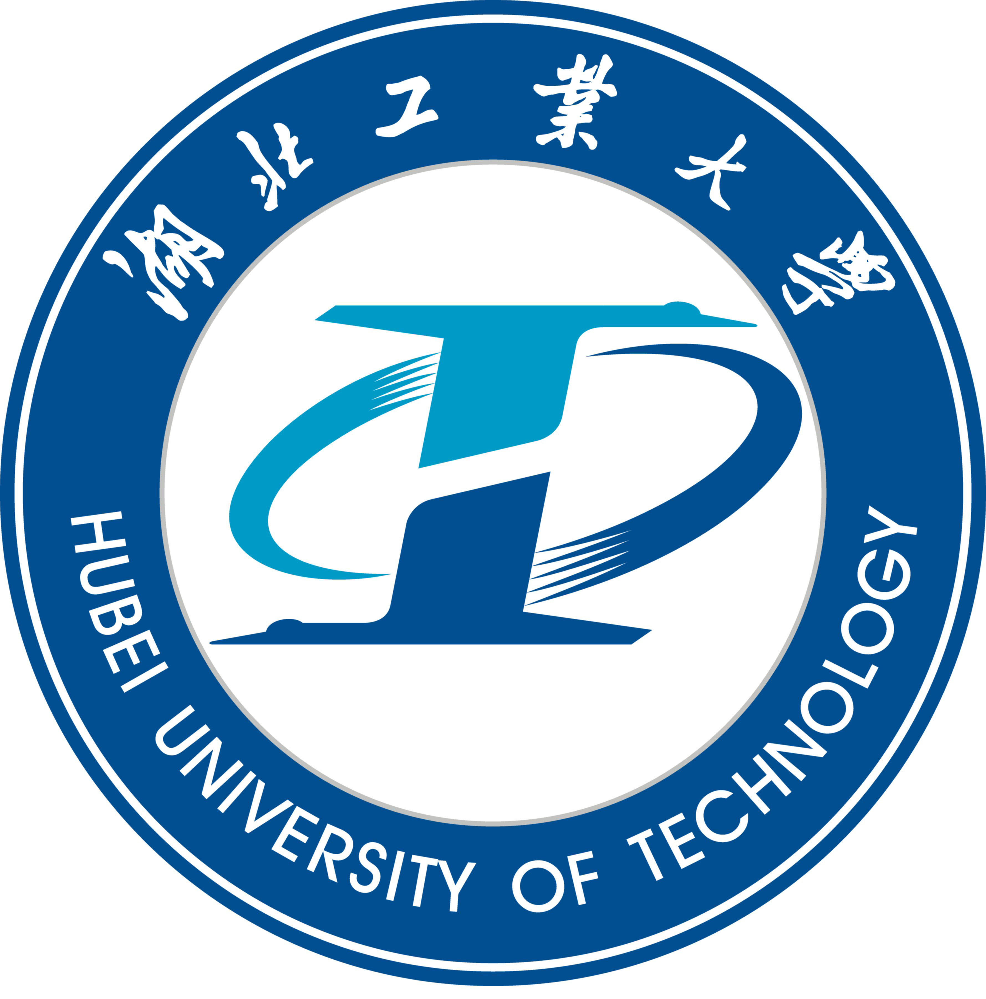 湖北工業大學
HUBEI UNIVERSITY OF TECHNOLOGY